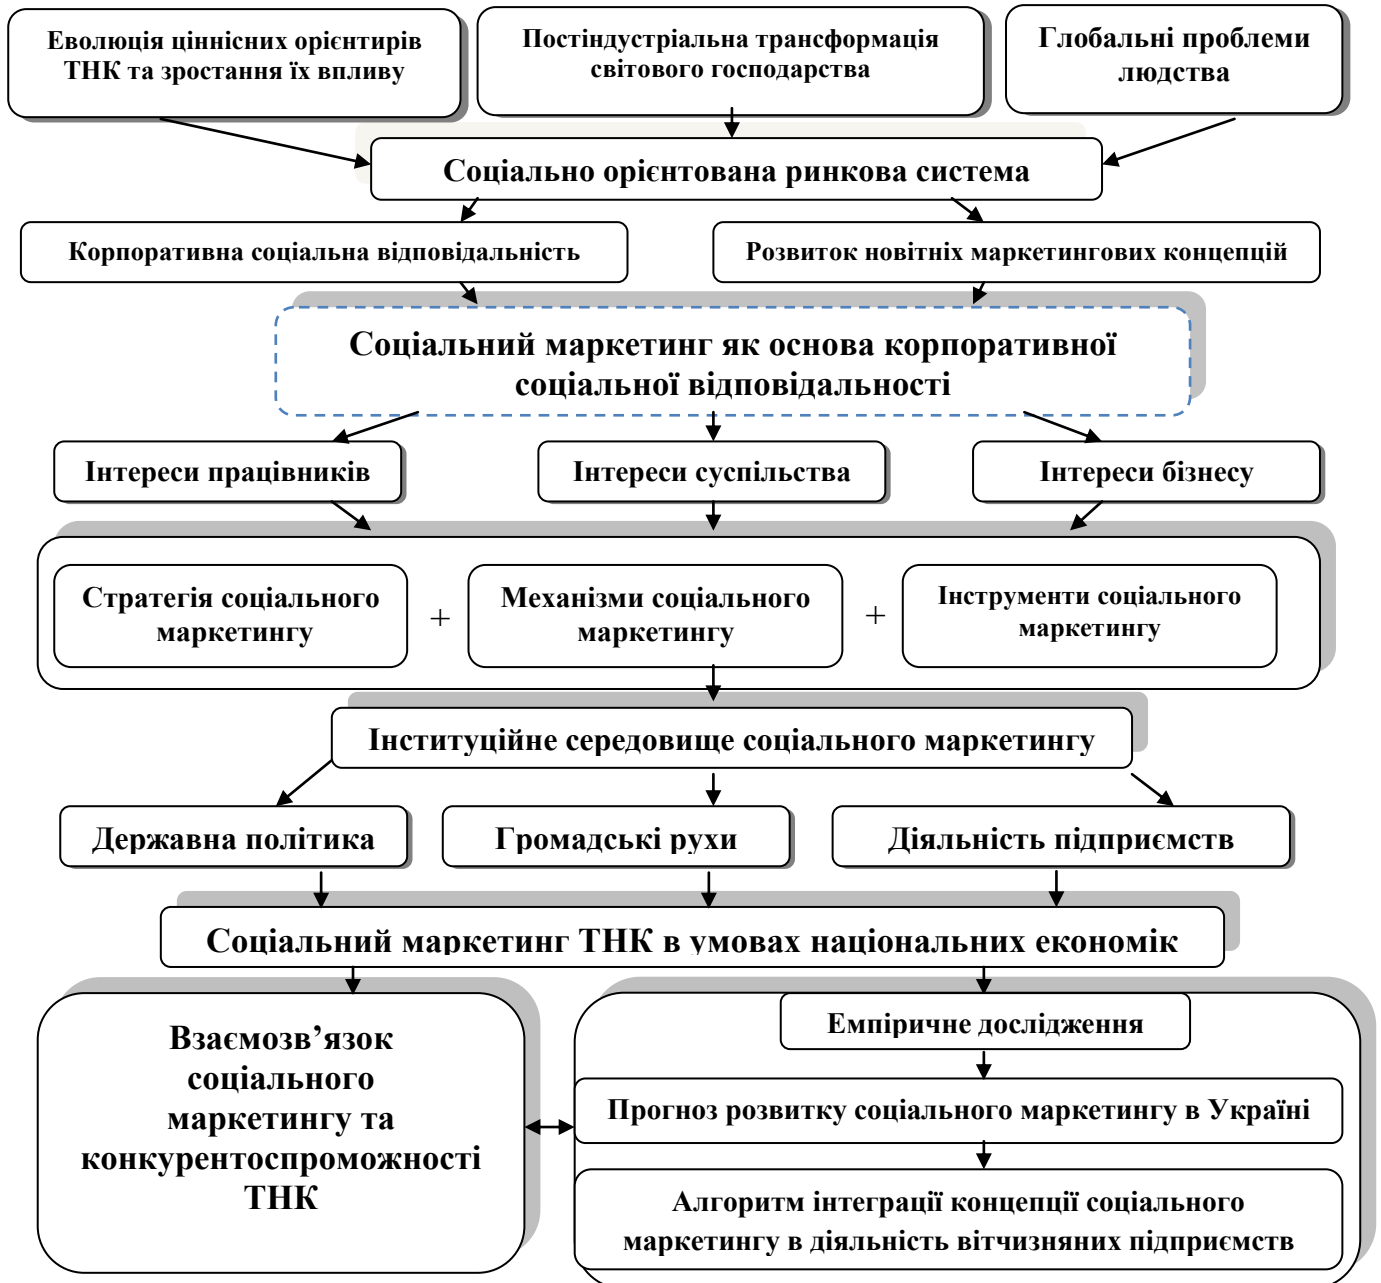 Еволюція ціннісних орієнтирів
ТНК та зростання їх впливу
Постіндустріальна трансформація
світового господарства
Глобальні проблеми
людства
Соціально орієнтована ринкова система
Корпоративна соціальна відповідальність
Розвиток новітніх маркетингових концепцій
Соціальний маркетинг як основа корпоративної
соціальної відповідальності
Інтереси працівників
Інтереси суспільства
Інтереси бізнесу
Стратегія соціального
маркетингу
+
Механізми соціального
маркетингу
+
Інструменти соціального
маркетингу
Інституційне середовище соціального маркетингу
Державна політика
Громадські рухи
Діяльність підприємств
Соціальний маркетинг ТНК в умовах національних економік
Взаємозв’язок
соціального
маркетингу та
конкурентоспроможності
ТНК
Емпіричне дослідження
Прогноз розвитку соціального маркетингу в Україні
Алгоритм інтеграції концепції соціального
маркетингу в діяльність вітчизняних підприємств